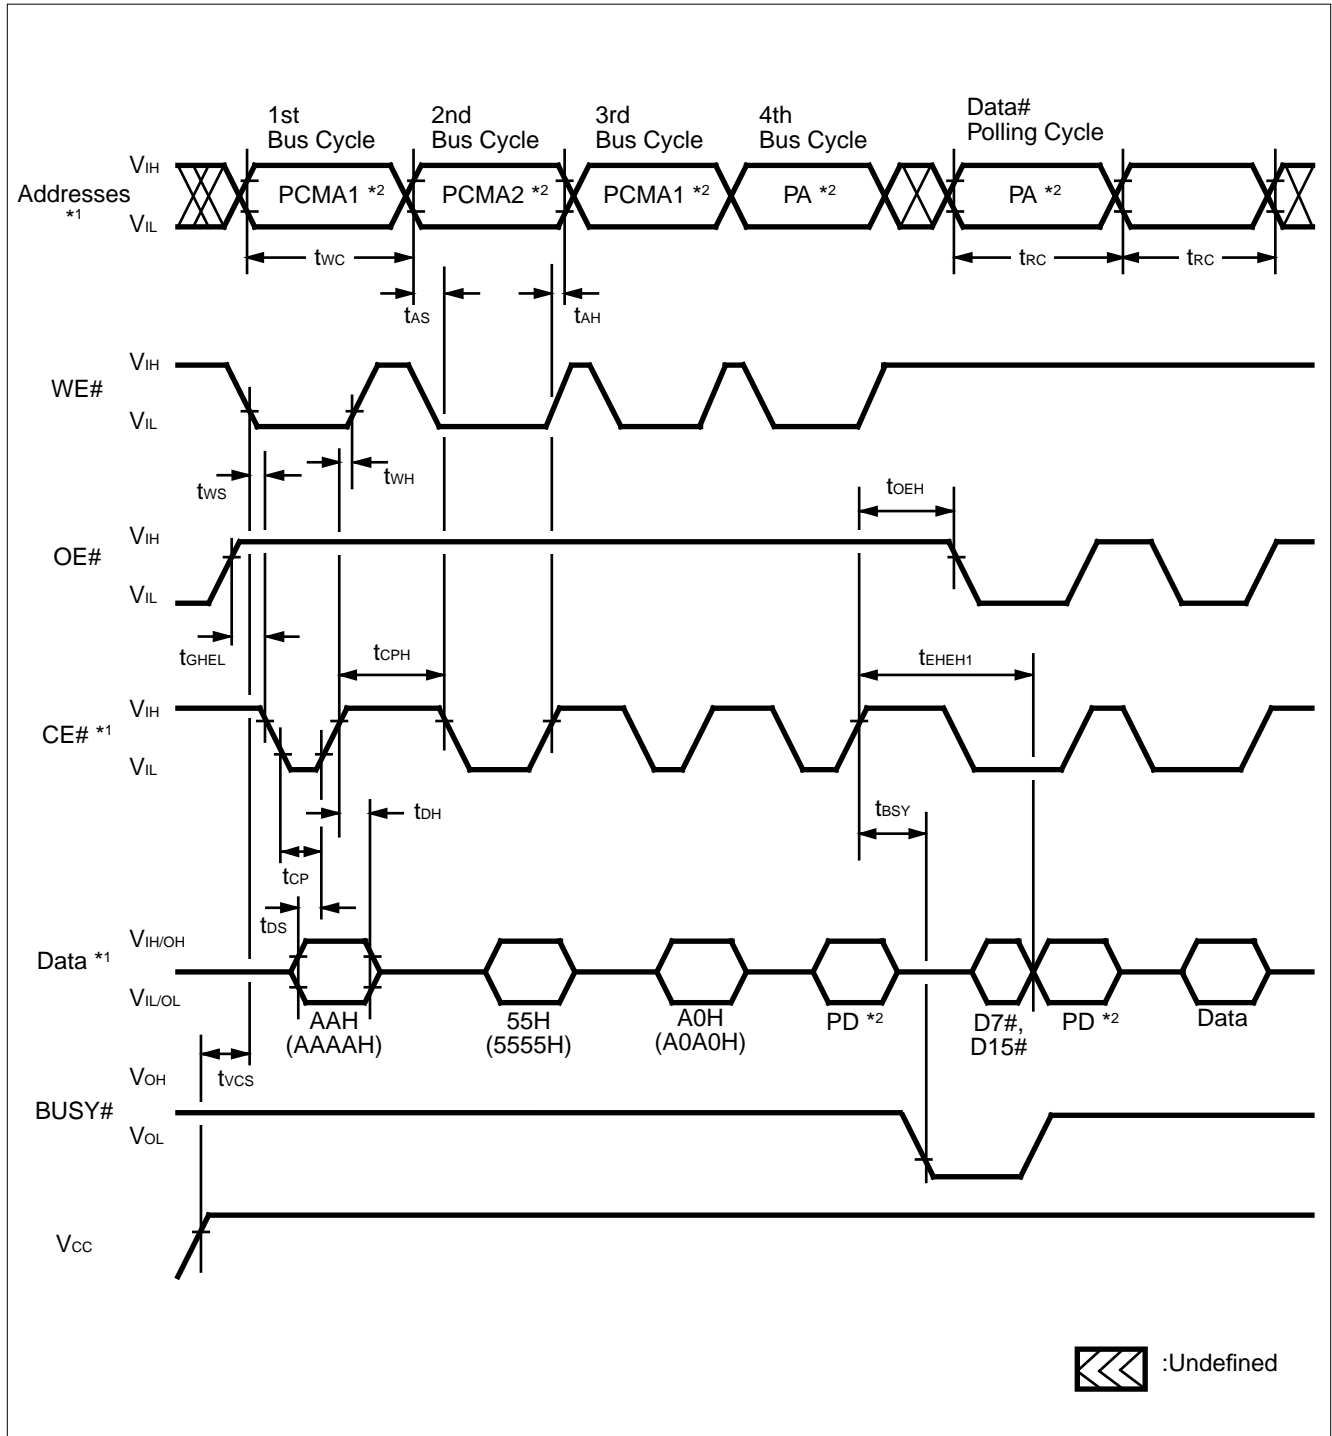 1st
Bus Cycle
2nd
Bus Cycle
3rd
Bus Cycle
4th
Bus Cycle
Data#
Polling Cycle
Addresses
*1
VIH
VIL
PCMA1 *2
PCMA2 *2
PCMA1 *2
PA *2
PA *2
tWC
tRC
tRC
tAS
tAH
WE#
VIH
VIL
tWS
tWH
tOEH
OE#
VIH
VIL
tGHEL
tCPH
tEHEH1
CE# *1
VIH
VIL
tDH
tBSY
tCP
tDS
Data *1
VIH/OH
VIL/OL
AAH
(AAAAH)
55H
(5555H)
A0H
(A0A0H)
PD *2
D7#,
D15#
PD *2
Data
tVCS
BUSY#
VOH
VOL
VCC
:Undefined